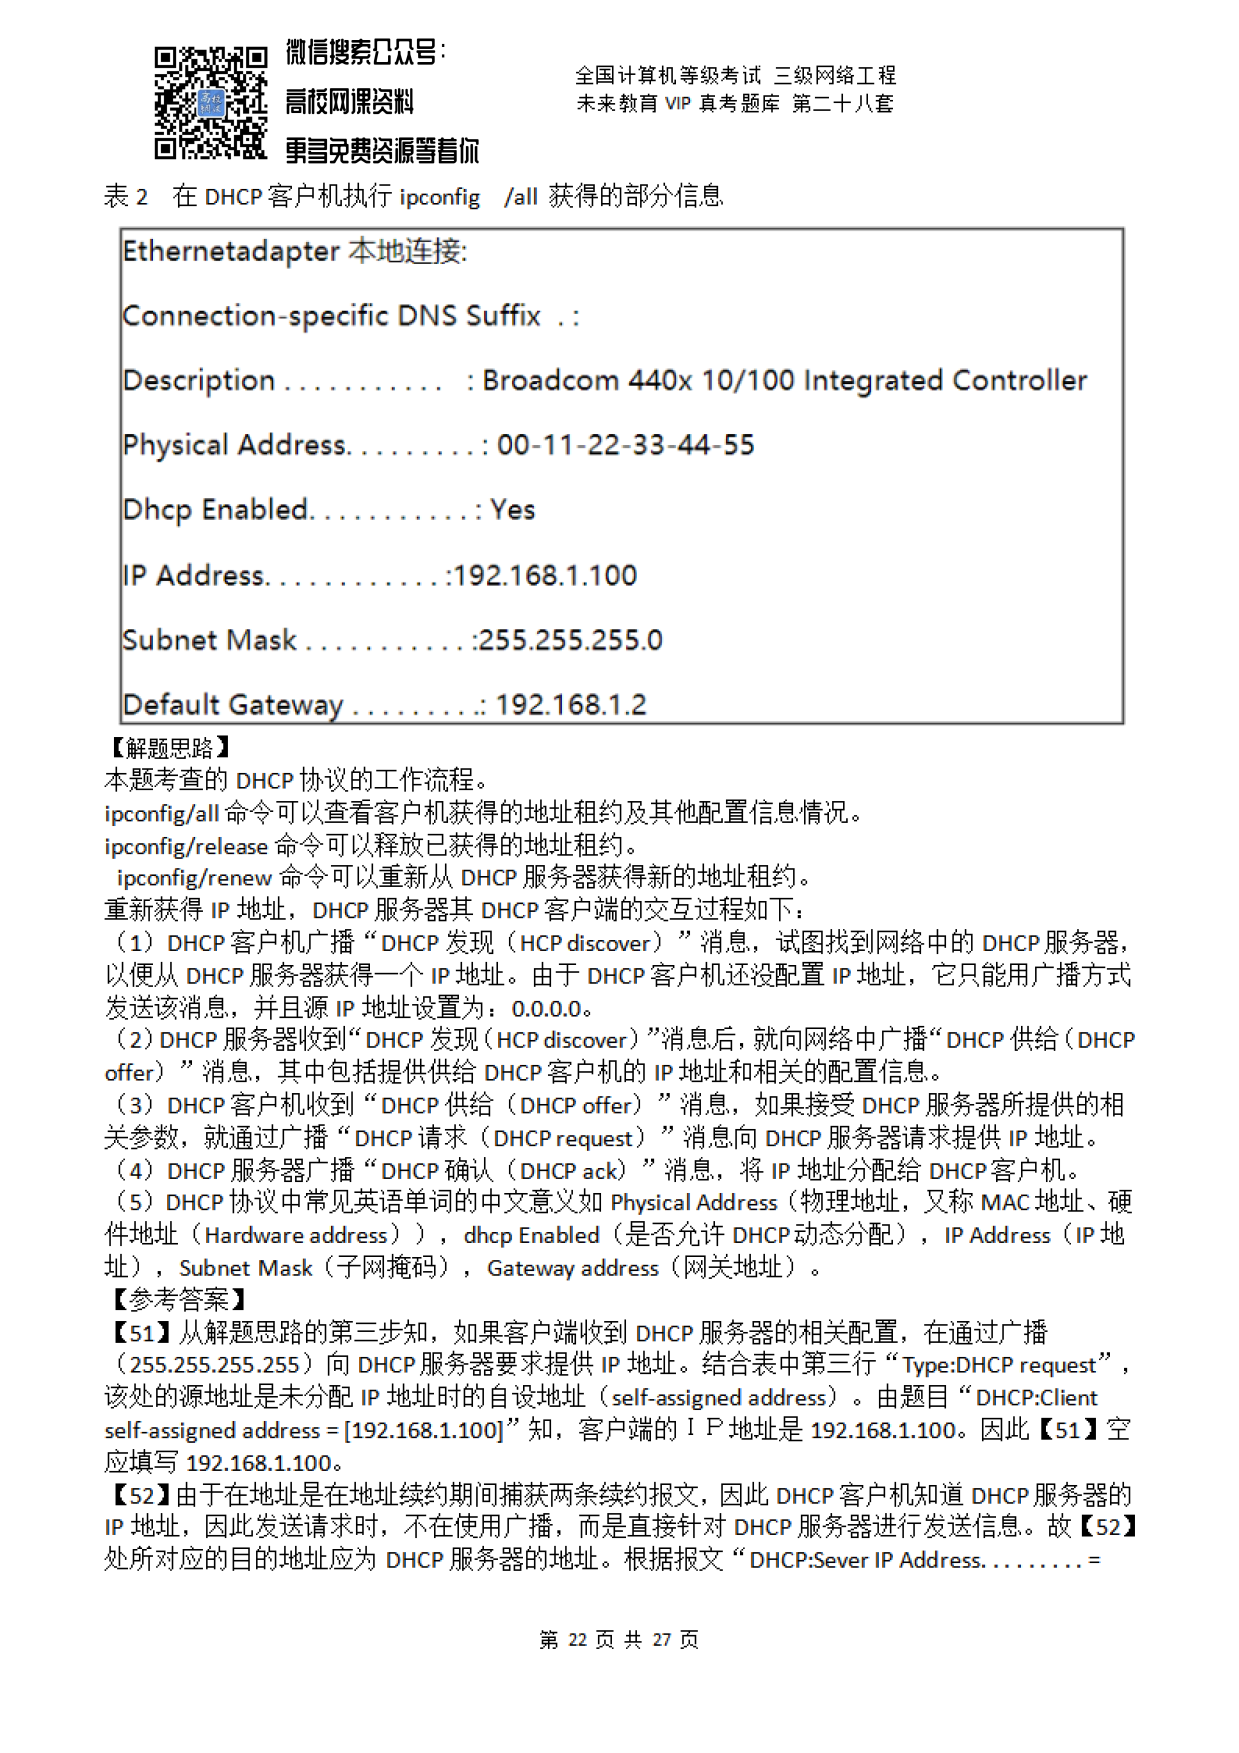 微信搜索公众号:
高校网课资料
更多免费资源等着你
全国计算机等级考试 三级网络工程
未来教育 VIP 真考题库 第二十八套
表 2 在 DHCP 客户机执行 ipconfig /all 获得的部分信息
Ethernetadapter 本地连接:
Connection-specific DNS Suffix . :
Description . . . . . . . . . . . : Broadcom 440x 10/100 Integrated Controller
Physical Address. . . . . . . . . : 00-11-22-33-44-55
Dhcp Enabled. . . . . . . . . . . : Yes
IP Address. . . . . . . . . . . . :192.168.1.100
Subnet Mask . . . . . . . . . . . :255.255.255.0
Default Gateway . . . . . . . . .: 192.168.1.2
【解题思路】
本题考查的 DHCP 协议的工作流程。
ipconfig/all 命令可以查看客户机获得的地址租约及其他配置信息情况。
ipconfig/release 命令可以释放已获得的地址租约。
ipconfig/renew 命令可以重新从 DHCP 服务器获得新的地址租约。
重新获得 IP 地址，DHCP 服务器其 DHCP 客户端的交互过程如下：
（1）DHCP 客户机广播“DHCP 发现（HCP discover）”消息，试图找到网络中的 DHCP 服务器，
以便从 DHCP 服务器获得一个 IP 地址。由于 DHCP 客户机还没配置 IP 地址，它只能用广播方式
发送该消息，并且源 IP 地址设置为：0.0.0.0。
（2）DHCP 服务器收到“DHCP 发现（HCP discover）”消息后，就向网络中广播“DHCP 供给（DHCP
offer）”消息，其中包括提供供给 DHCP 客户机的 IP 地址和相关的配置信息。
（3）DHCP 客户机收到“DHCP 供给（DHCP offer）”消息，如果接受 DHCP 服务器所提供的相
关参数，就通过广播“DHCP 请求（DHCP request）”消息向 DHCP 服务器请求提供 IP 地址。
（4）DHCP 服务器广播“DHCP 确认（DHCP ack）”消息，将 IP 地址分配给 DHCP 客户机。
（5）DHCP 协议中常见英语单词的中文意义如 Physical Address（物理地址，又称 MAC 地址、硬
件地址（Hardware address）），dhcp Enabled（是否允许 DHCP 动态分配），IP Address（IP 地
址），Subnet Mask（子网掩码），Gateway address（网关地址）。
【参考答案】
【51】从解题思路的第三步知，如果客户端收到 DHCP 服务器的相关配置，在通过广播
（255.255.255.255）向 DHCP 服务器要求提供 IP 地址。结合表中第三行“Type:DHCP request”，
该处的源地址是未分配 IP 地址时的自设地址（self-assigned address）。由题目“DHCP:Client
self-assigned address = [192.168.1.100]”知，客户端的ＩＰ地址是 192.168.1.100。因此【51】空
应填写 192.168.1.100。
【52】由于在地址是在地址续约期间捕获两条续约报文，因此 DHCP 客户机知道 DHCP 服务器的
IP 地址，因此发送请求时，不在使用广播，而是直接针对 DHCP 服务器进行发送信息。故【52】
处所对应的目的地址应为 DHCP 服务器的地址。根据报文“DHCP:Sever IP Address. . . . . . . . . =
第 22 页 共 27 页